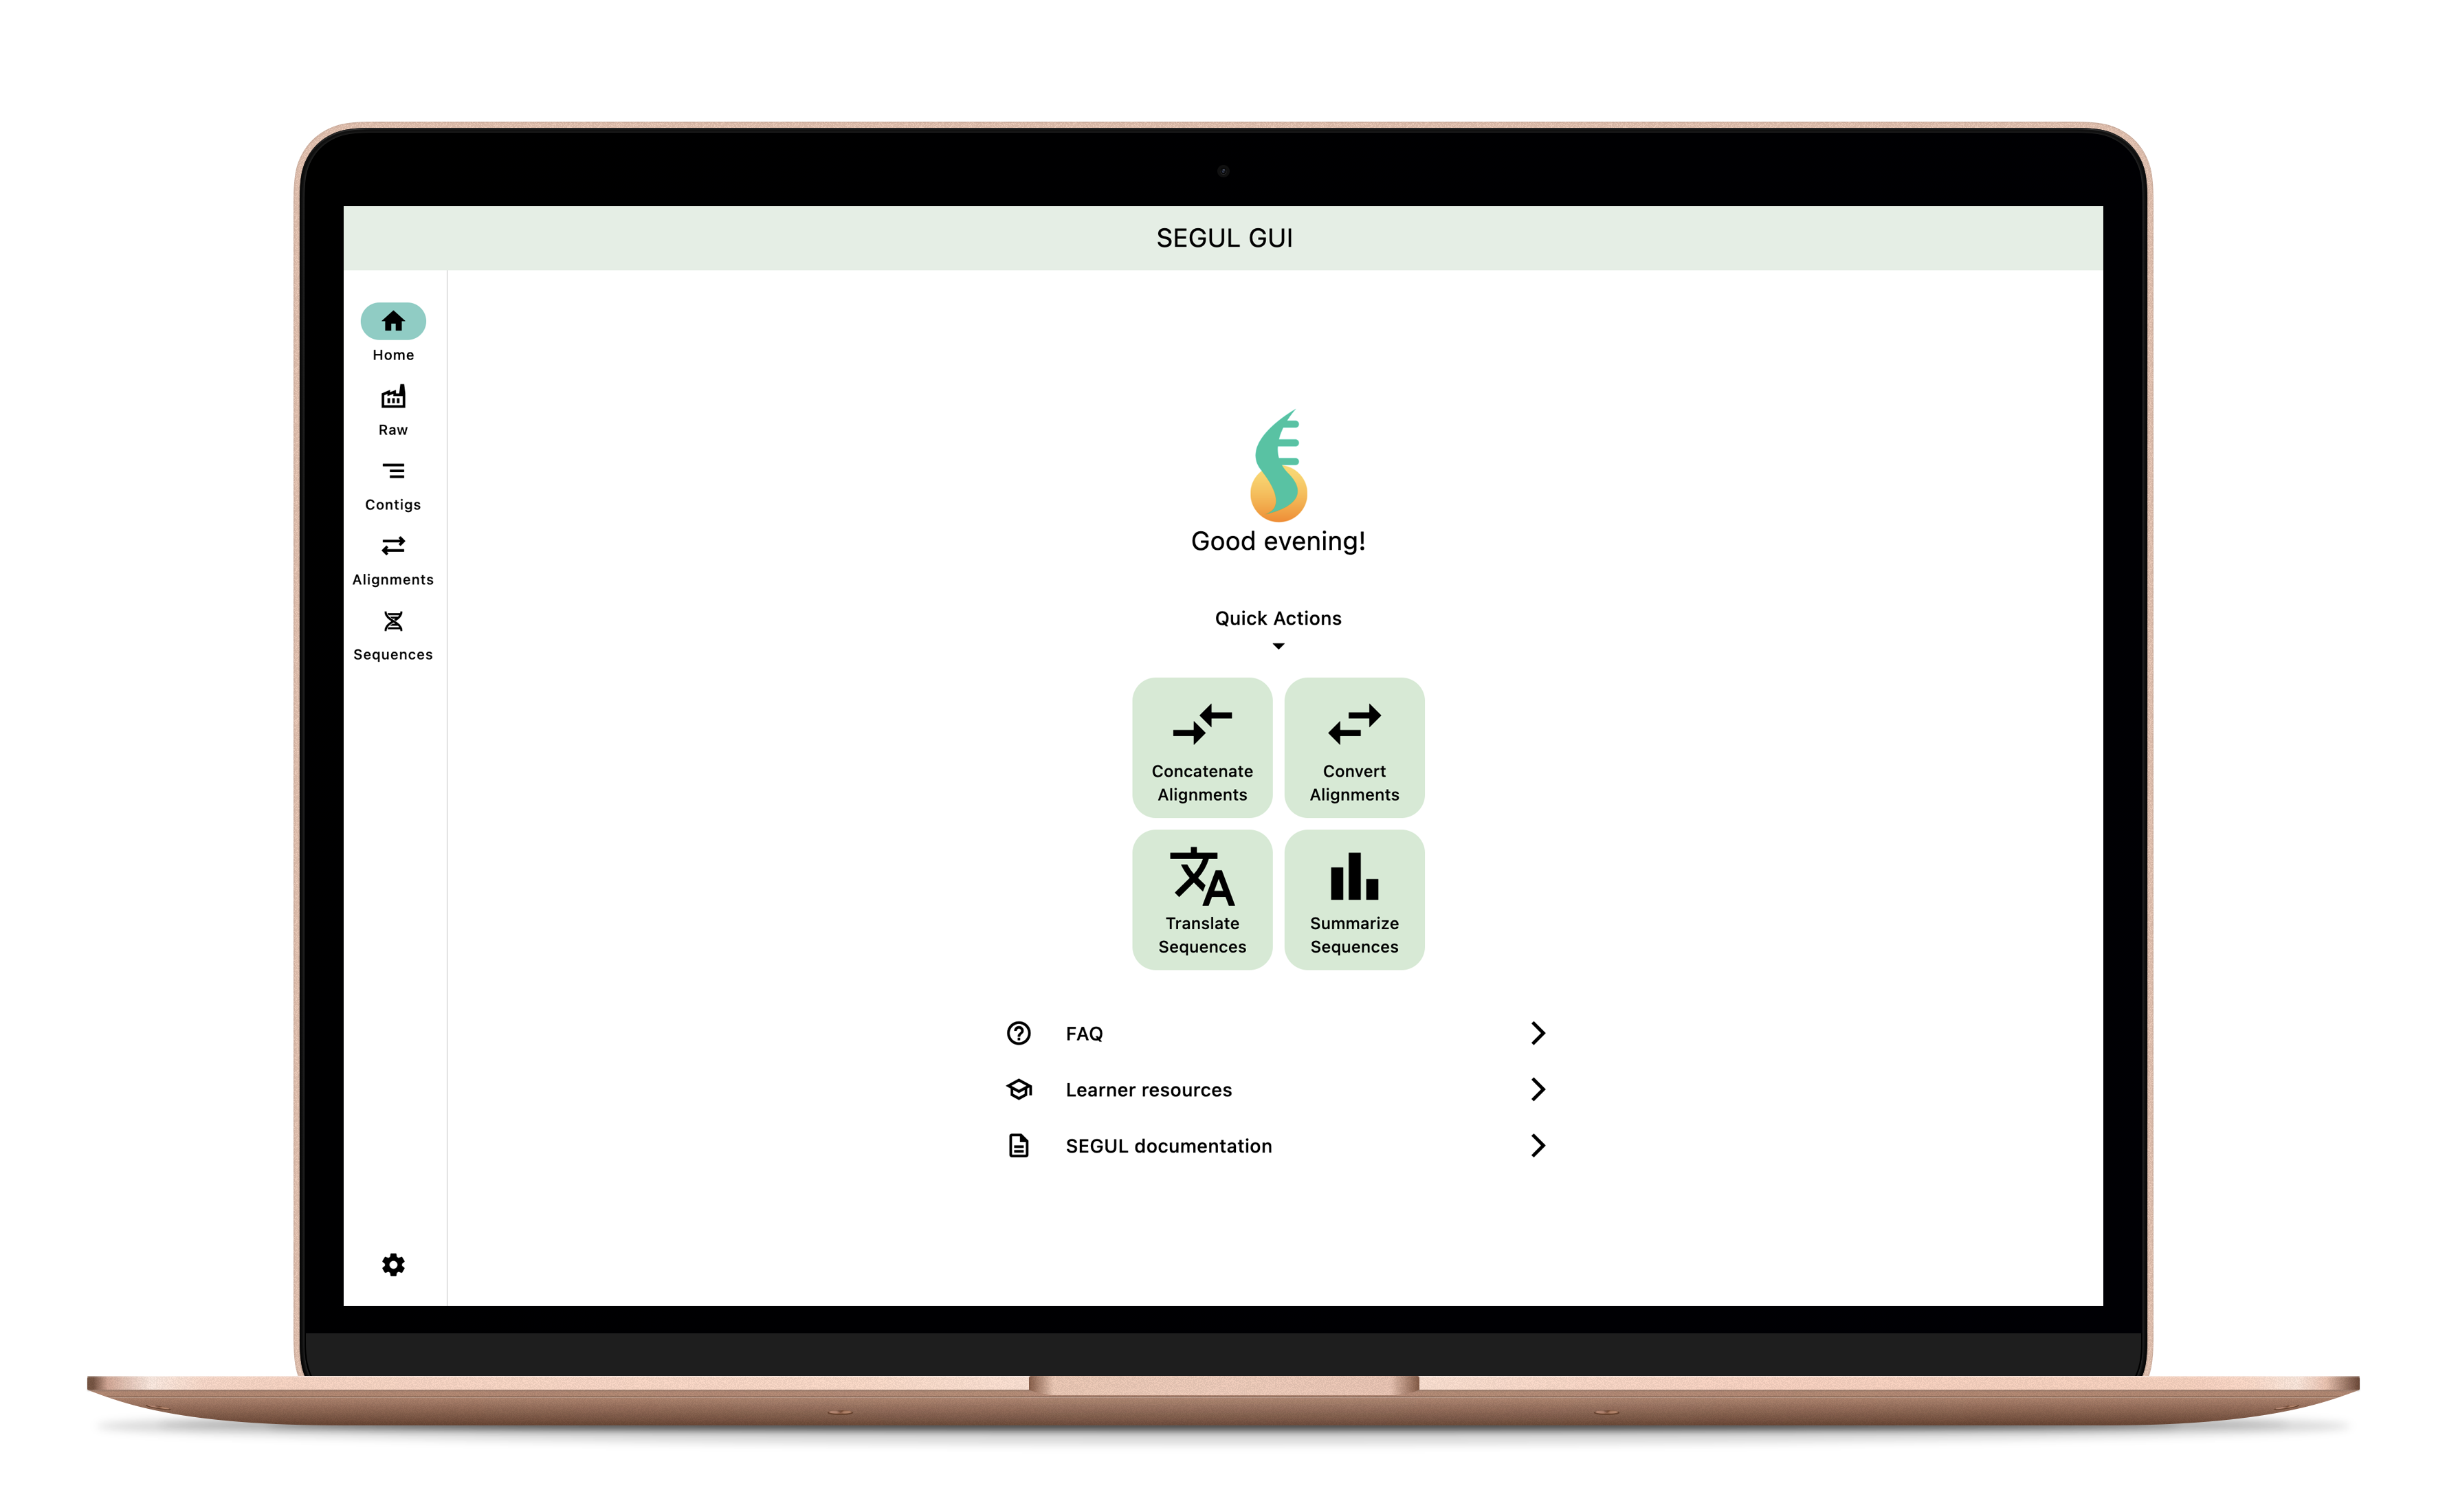 SEGUL GUI
Home
Raw
Contigs
Alignments
Sequences
Good evening!
Quick Actions
Concatenate
Alignments
Convert
Alignments
Translate
Sequences
Summarize
Sequences
FAQ
Learner resources
SEGUL documentation